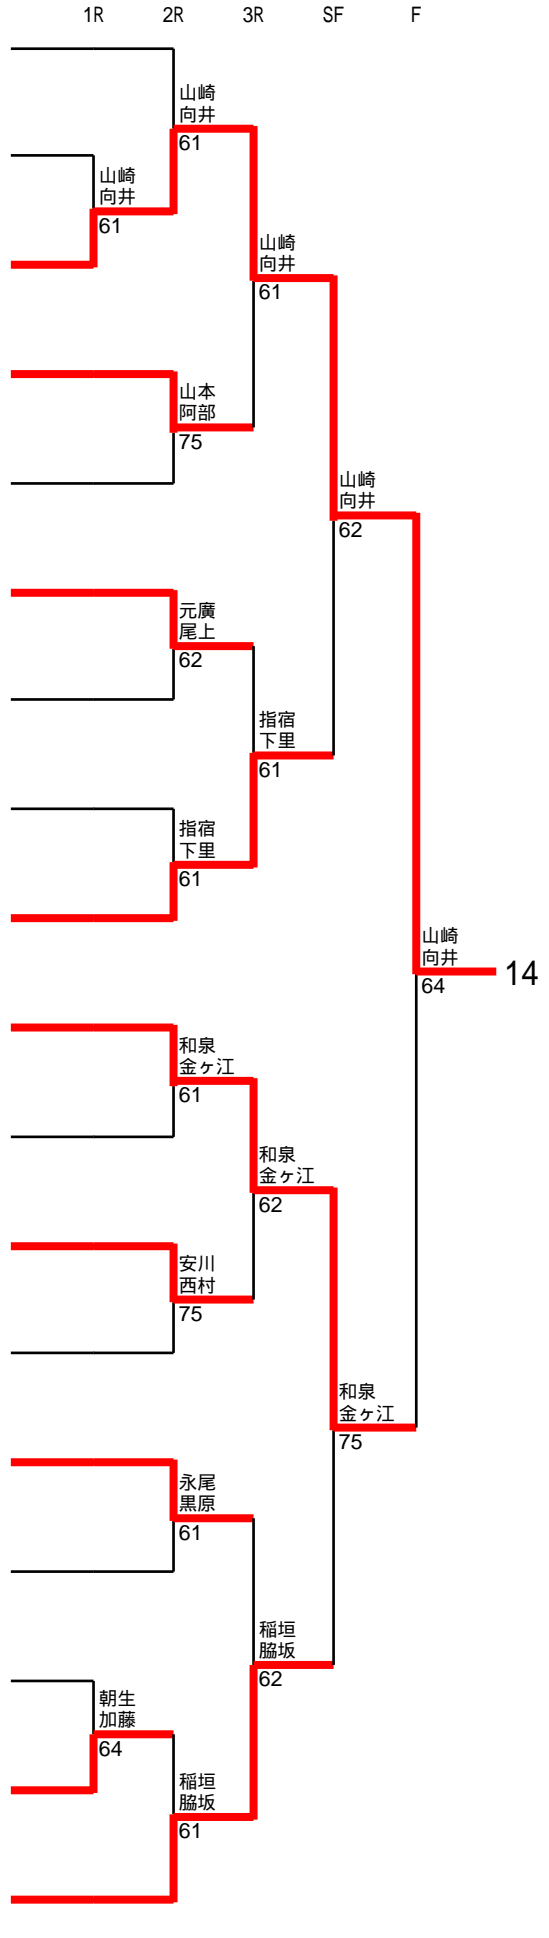 1R 2R 3R SF F
山崎
向井
61
山崎
向井
61
山崎
向井
61
山本
阿部
75
山崎
向井
62
元廣
尾上
62
指宿
下里
61
指宿
下里
61
山崎
向井
64
14
和泉
金ヶ江
61
和泉
金ヶ江
62
安川
西村
75
和泉
金ヶ江
75
永尾
黒原
61
稲垣
脇坂
62
朝生
加藤
64
稲垣
脇坂
61